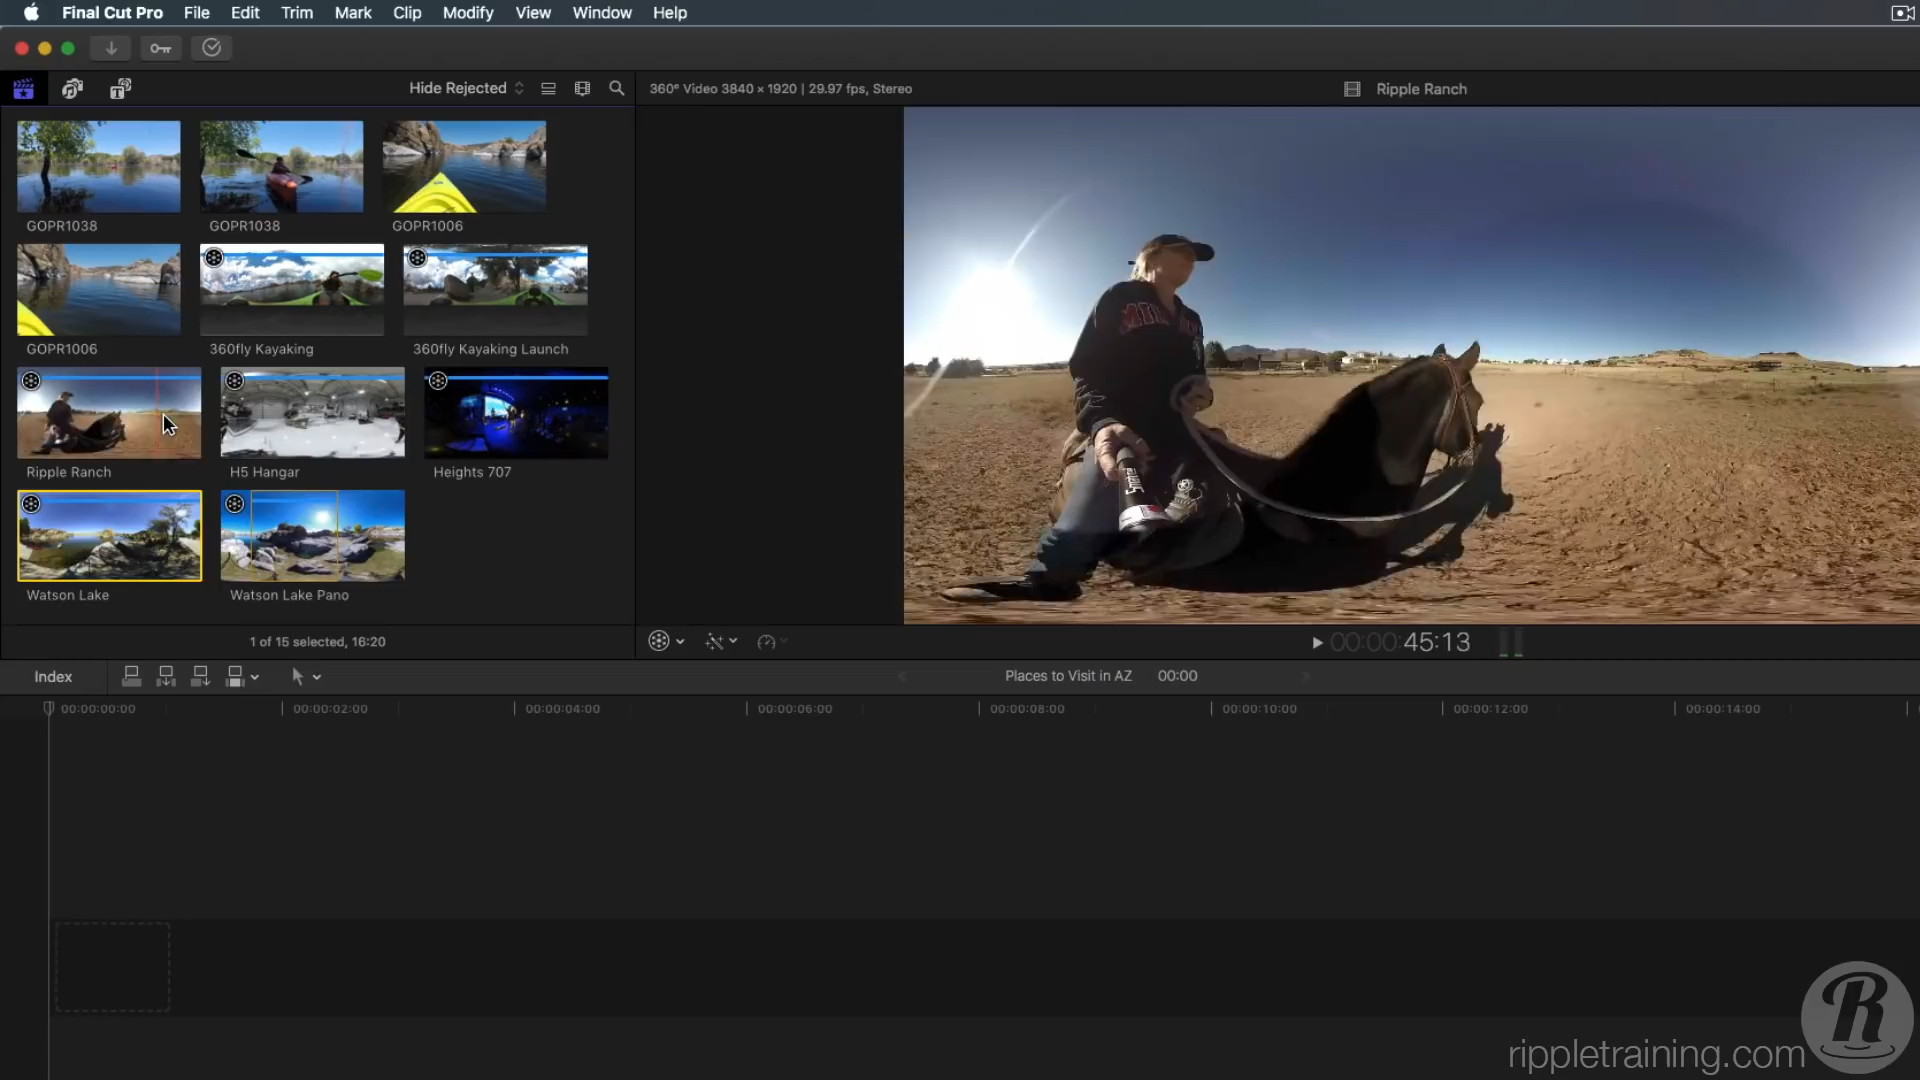 Final Cut Pro File Edit Trim Mark Clip Modify View Window Help
Hide Rejected
360° Video 3840 × 1920 | 29.97 fps, Stereo
Ripple Ranch
GOPR1038
GOPR1038
GOPR1006
GOPR1006
360fly Kayaking
360fly Kayaking Launch
Ripple Ranch
H5 Hangar
Heights 707
Watson Lake
Watson Lake Pano
1 of 15 selected, 16:20
00:00:45:13
Index
Places to Visit in AZ 00:00
00:00:00:00 00:00:02:00 00:00:04:00 00:00:06:00 00:00:08:00 00:00:10:00 00:00:12:00 00:00:14:00
R
rippletraining.com